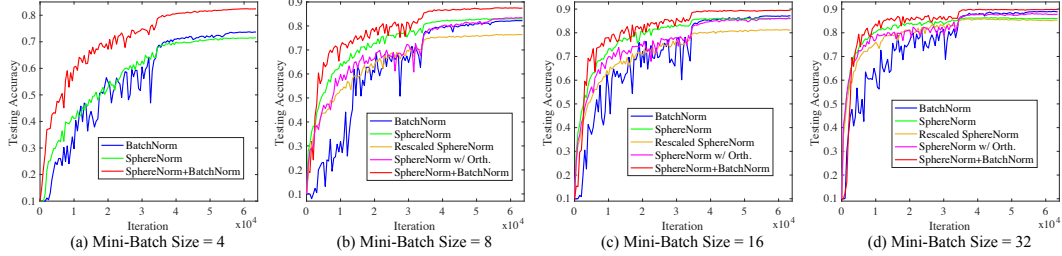 Testing Accuracy
0.8
0.7
0.6
0.5
0.4
0.3
0.2
0.1
BatchNorm
SphereNorm
SphereNorm+BatchNorm
0 1 2 3 4 5 6
×10^4
Iteration
(a) Mini-Batch Size = 4
Testing Accuracy
0.9
0.8
0.7
0.6
0.5
0.4
0.3
0.2
0.1
BatchNorm
SphereNorm
Rescaled SphereNorm
SphereNorm w/ Orth.
SphereNorm+BatchNorm
0 1 2 3 4 5 6
×10^4
Iteration
(b) Mini-Batch Size = 8
Testing Accuracy
0.9
0.8
0.7
0.6
0.5
0.4
0.3
0.2
0.1
BatchNorm
SphereNorm
Rescaled SphereNorm
SphereNorm w/ Orth.
SphereNorm+BatchNorm
0 1 2 3 4 5 6
×10^4
Iteration
(c) Mini-Batch Size = 16
Testing Accuracy
0.9
0.8
0.7
0.6
0.5
0.4
0.3
0.2
0.1
BatchNorm
SphereNorm
Rescaled SphereNorm
SphereNorm w/ Orth.
SphereNorm+BatchNorm
0 1 2 3 4 5 6
×10^4
Iteration
(d) Mini-Batch Size = 32